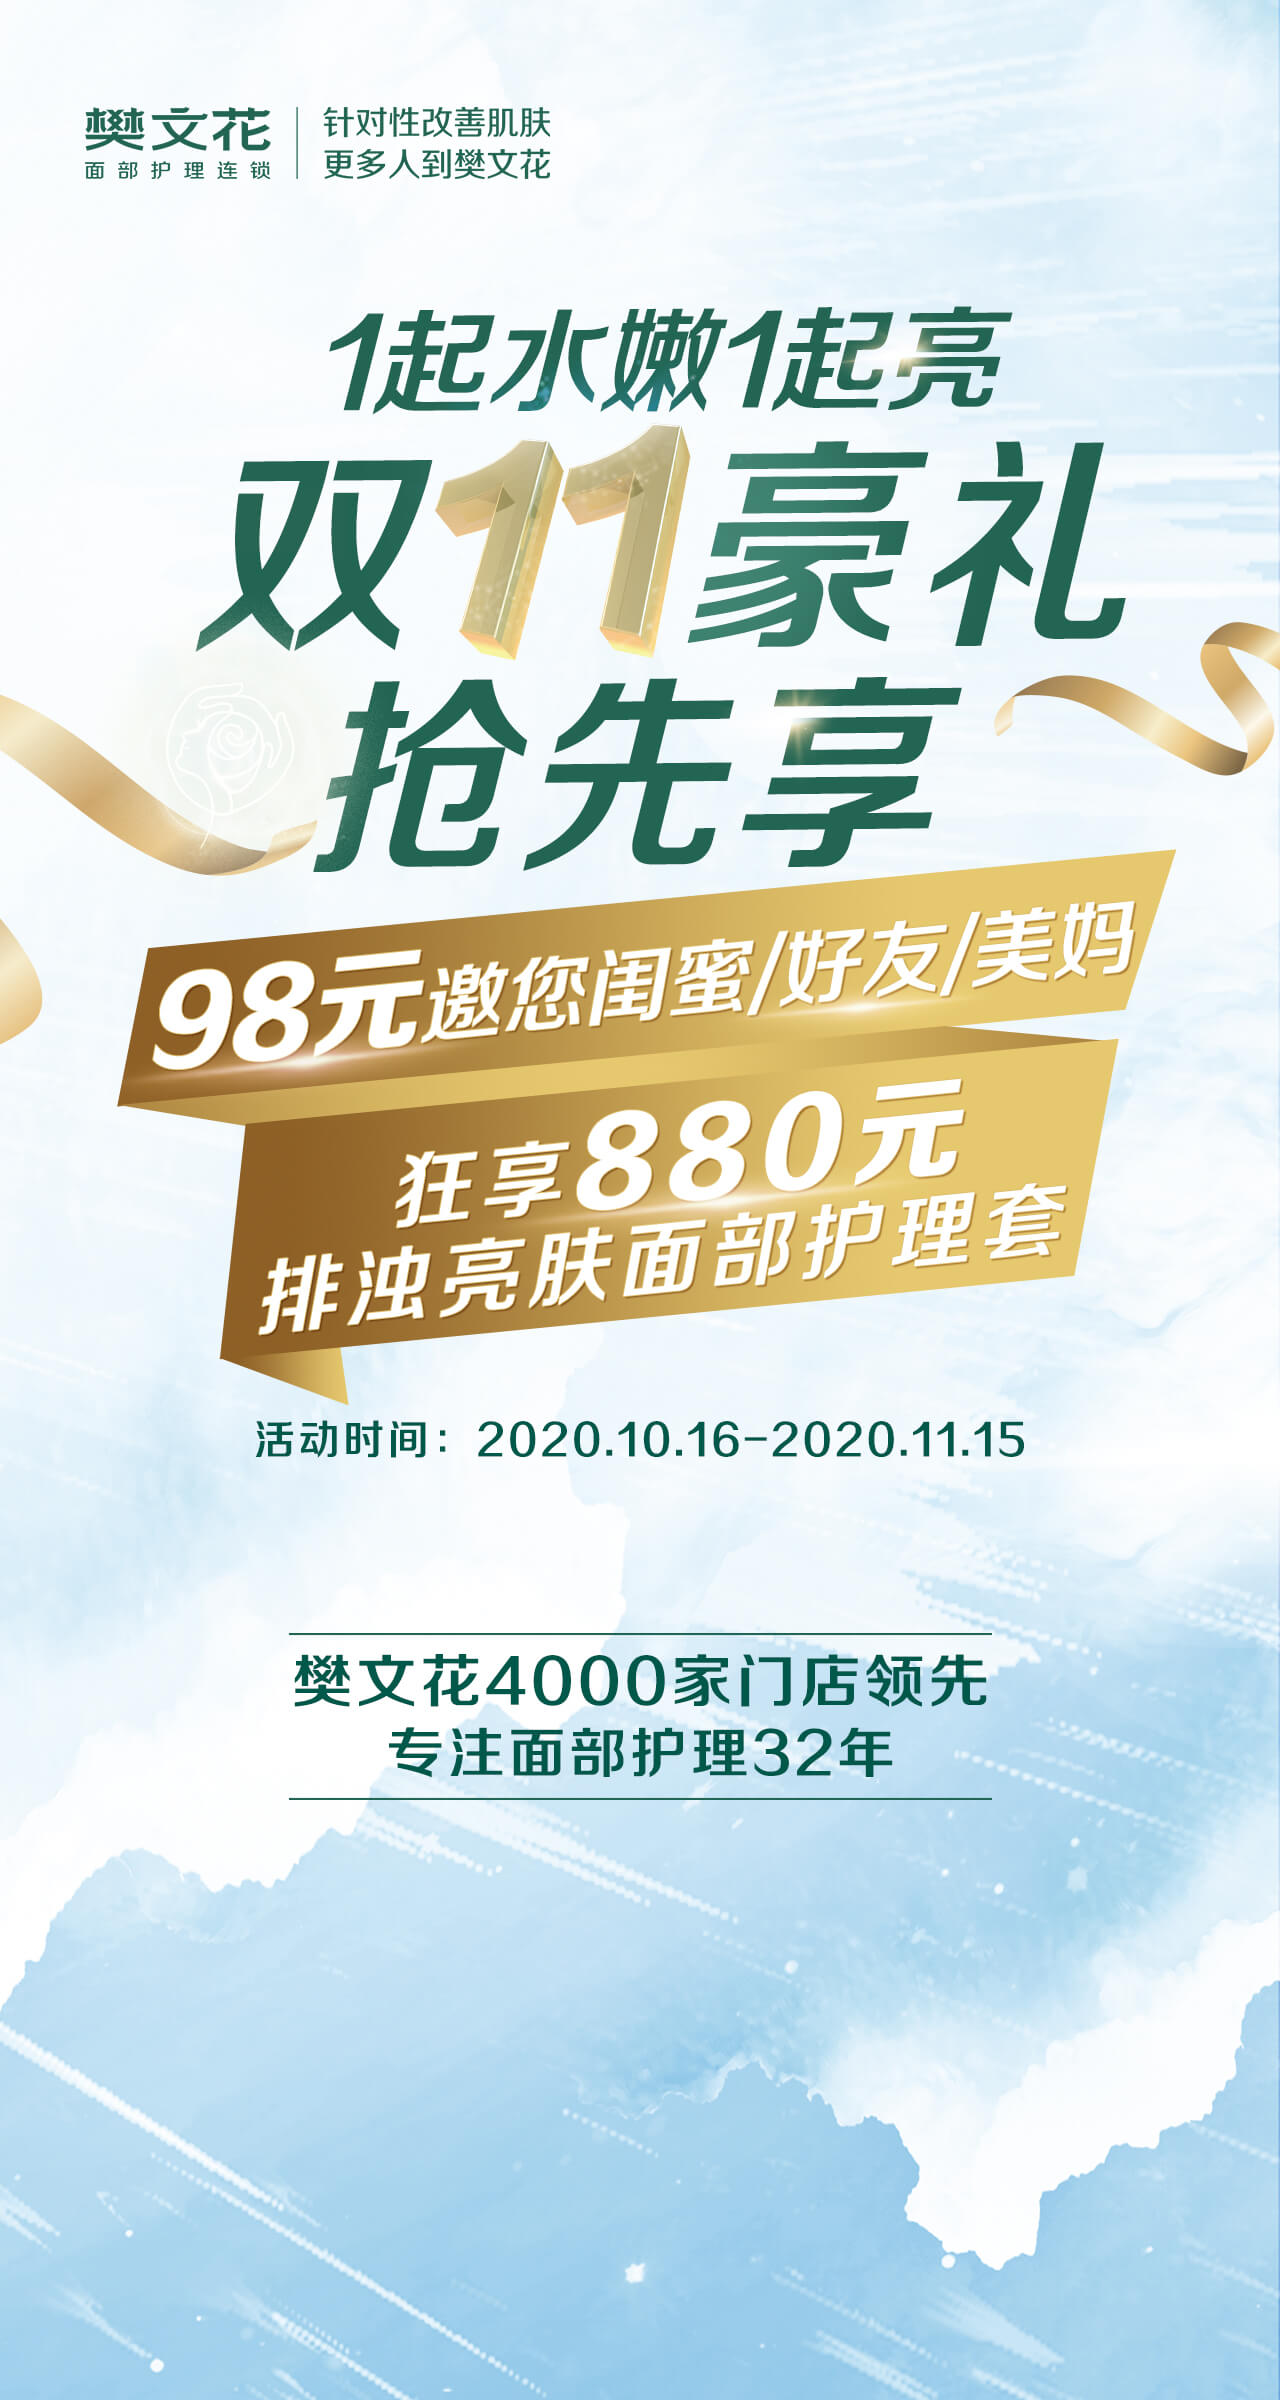 樊文花
面部护理连锁
针对性改善肌肤
更多人到樊文花
1起水嫩1起亮
双11豪礼
抢先享
98元邀您闺蜜/好友/美妈
狂享880元
排浊亮肤面部护理套
活动时间：2020.10.16-2020.11.15
樊文花4000家门店领先
专注面部护理32年